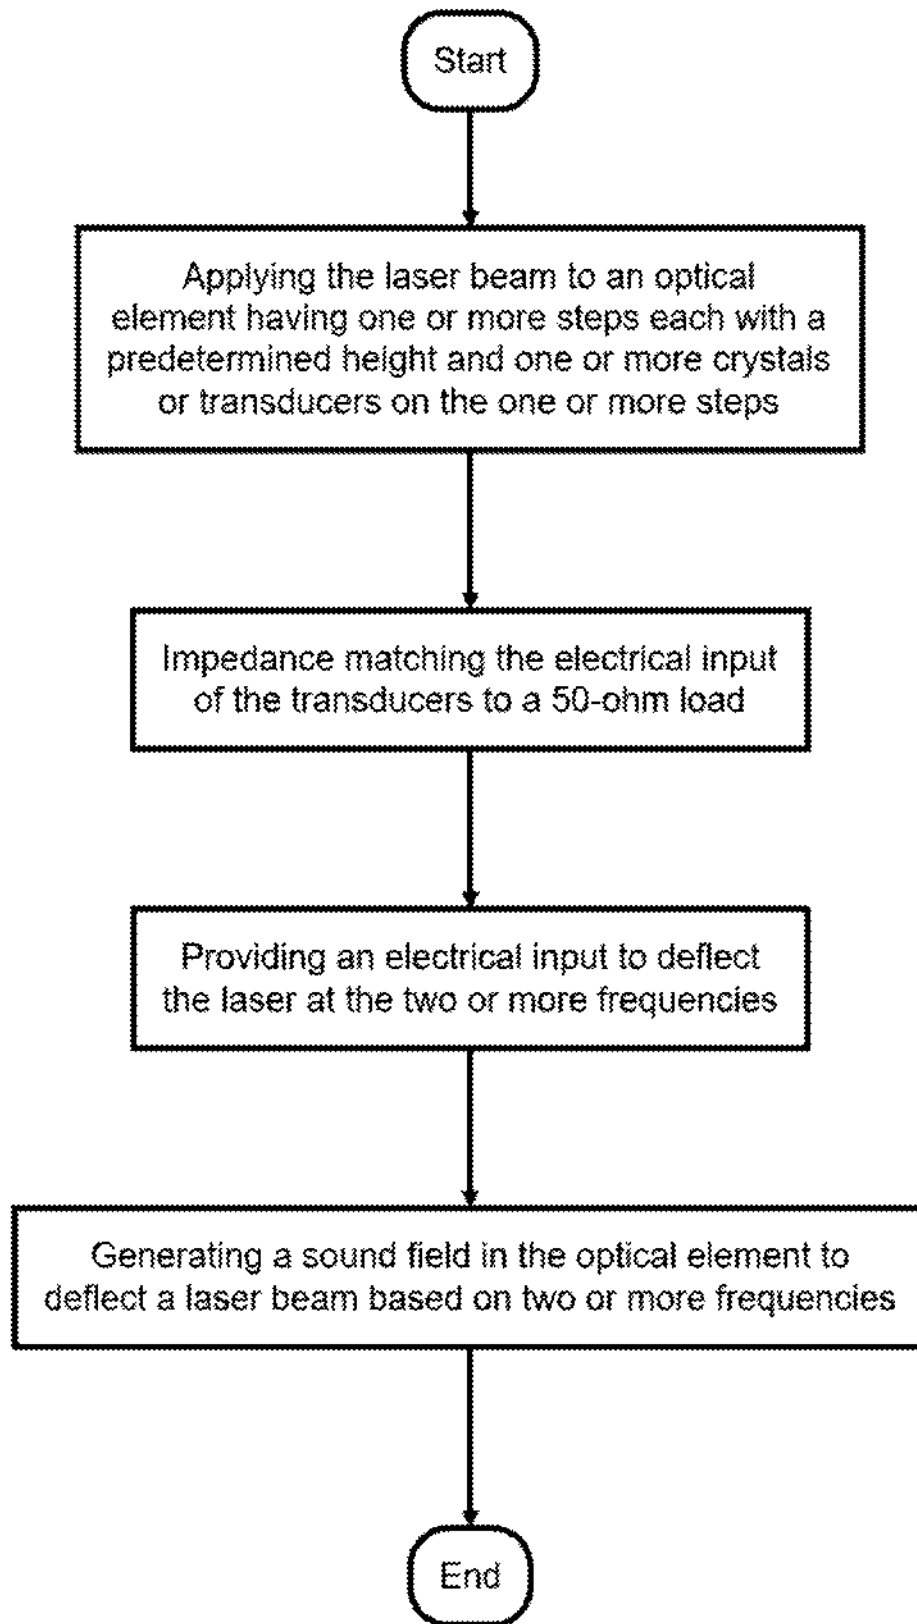 Start
Applying the laser beam to an optical
element having one or more steps each with a
predetermined height and one or more crystals
or transducers on the one or more steps
Impedance matching the electrical input
of the transducers to a 50-ohm load
Providing an electrical input to deflect
the laser at the two or more frequencies
Generating a sound field in the optical element to
deflect a laser beam based on two or more frequencies
End